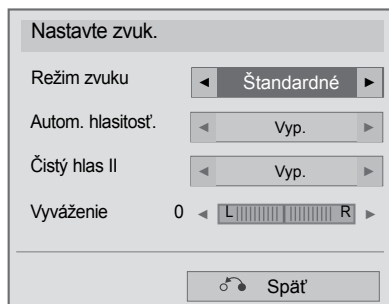 Nastavte zvuk.
Režim zvuku ◄ Štandardné ►
Autom. hlasitosť. ◄ Vyp. ►
Čistý hlas II ◄ Vyp. ►
Vyváženie 0 ◄ L R ►
Späť